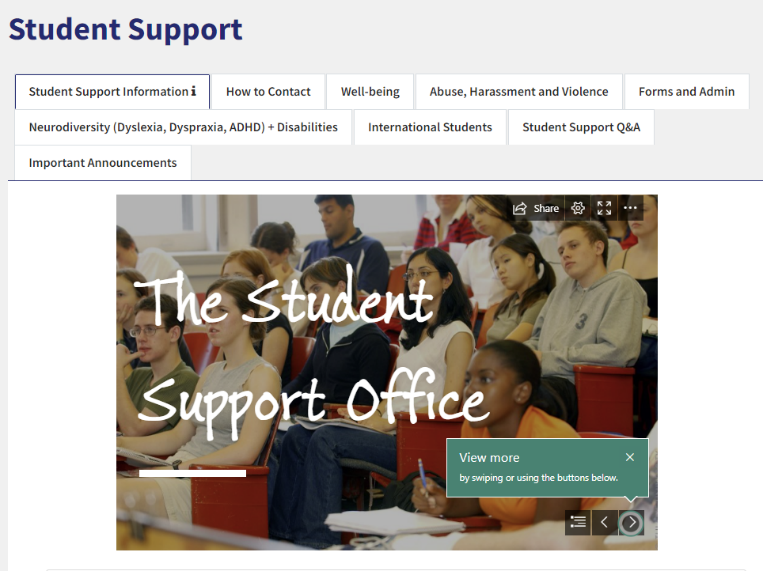 Student Support
Student Support Information i
How to Contact
Well-being
Abuse, Harassment and Violence
Forms and Admin
Neurodiversity (Dyslexia, Dyspraxia, ADHD) + Disabilities
International Students
Student Support Q&A
Important Announcements
Share
The Student
Support Office
View more
by swiping or using the buttons below.
3